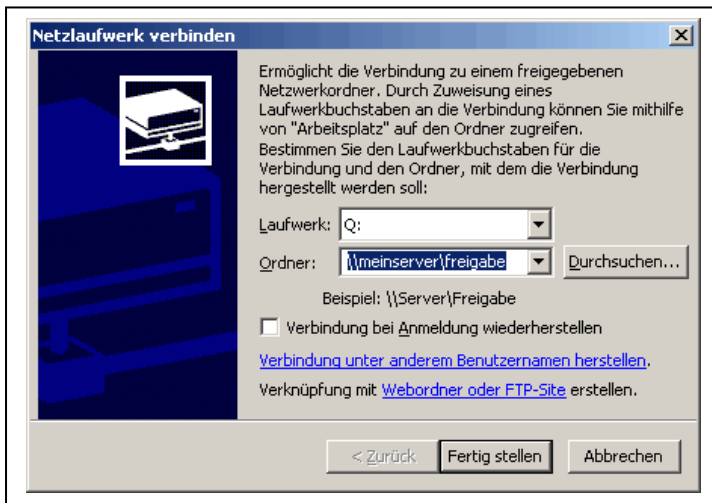 Netzlaufwerk verbinden
Ermöglicht die Verbindung zu einem freigegebenen
Netzwerkordner. Durch Zuweisung eines
Laufwerkbuchstaben an die Verbindung können Sie mithilfe
von "Arbeitsplatz" auf den Ordner zugreifen.
Bestimmen Sie den Laufwerkbuchstaben für die
Verbindung und den Ordner, mit dem die Verbindung
hergestellt werden soll:
Laufwerk: Q:
Ordner: \\meinserver\freigabe Durchsuchen...
Beispiel: \\Server\Freigabe
Verbindung bei Anmeldung wiederherstellen
Verbindung unter anderem Benutzernamen herstellen.
Verknüpfung mit Webordner oder FTP-Site erstellen.
< Zurück Fertig stellen Abbrechen